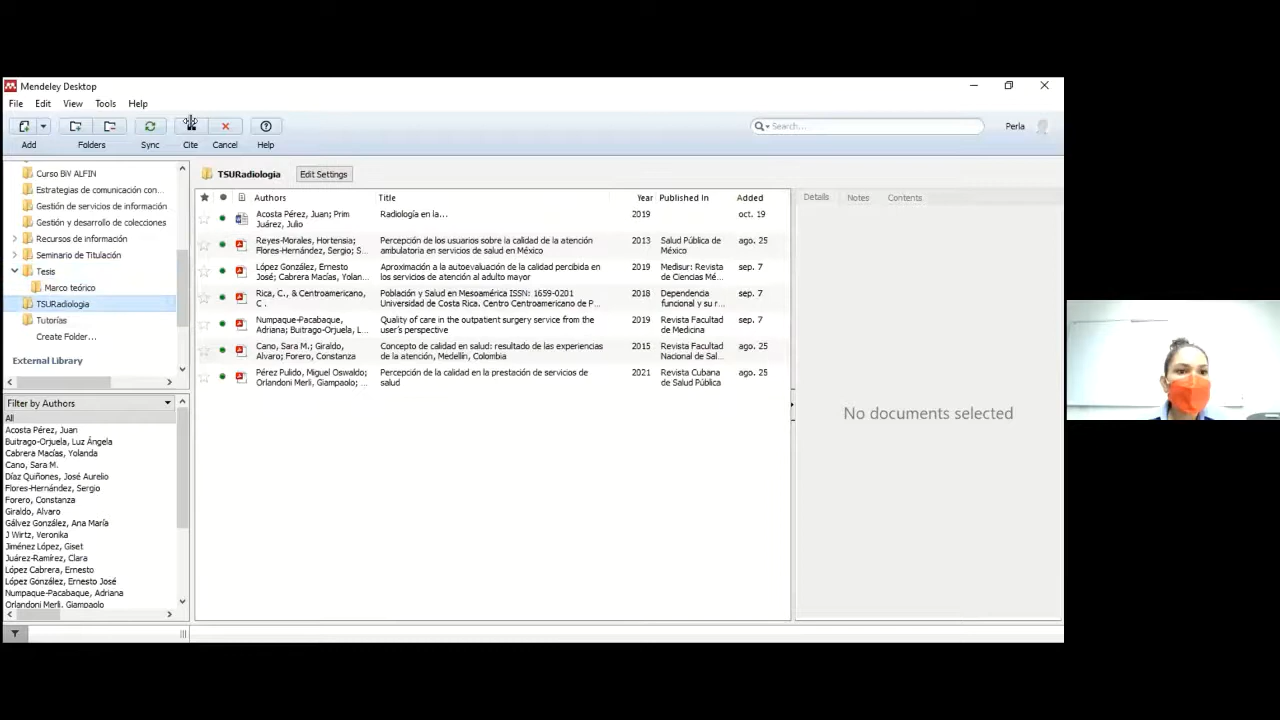 Mendeley Desktop
File Edit View Tools Help
Add Folders Sync Cite Cancel Help
Search...
Perla
Curso BiV ALFIN
Estrategias de comunicación con...
Gestión de servicios de información
Gestión y desarrollo de colecciones
Recursos de información
Seminario de Titulación
Tesis
Marco teórico
TSURadiologia
Tutorías
Create Folder...
External Library
Filter by Authors
All
Acosta Pérez, Juan
Buitrago-Orjuela, Luz Ángela
Cabrera Macías, Yolanda
Cano, Sara M.
Díaz Quiñones, José Aurelio
Flores-Hernández, Sergio
Forero, Constanza
Giraldo, Alvaro
Gálvez González, Ana María
J Wirtz, Veronika
Jiménez López, Giset
Juárez-Ramírez, Clara
López Cabrera, Ernesto
López González, Ernesto José
Numpaque-Pacabaque, Adriana
Orlandoni Merli, Giampaolo
TSURadiologia Edit Settings
Authors Title Year Published In Added
Acosta Pérez, Juan; Prim Radiología en la... 2019 oct. 19
Juárez, Julio
Reyes-Morales, Hortensia; Percepción de los usuarios sobre la calidad de la atención 2013 Salud Pública de ago. 25
Flores-Hernández, Sergio; S... ambulatoria en servicios de salud en México México
López González, Ernesto Aproximación a la autoevaluación de la calidad percibida en 2019 Medisur: Revista sep. 7
José; Cabrera Macías, Yolan... los servicios de atención al adulto mayor de Ciencias Mé...
Rica, C., & Centroamericano, Población y Salud en Mesoamérica ISSN: 1659-0201 2018 Dependencia sep. 7
C . Universidad de Costa Rica. Centro Centroamericano de P... funcional y su r...
Numpaque-Pacabaque, Quality of care in the outpatient surgery service from the 2019 Revista Facultad sep. 7
Adriana; Buitrago-Orjuela, L... user's perspective de Medicina
Cano, Sara M.; Giraldo, Concepto de calidad en salud: resultado de las experiencias 2015 Revista Facultad ago. 25
Alvaro; Forero, Constanza de la atención, Medellín, Colombia Nacional de Sal...
Pérez Pulido, Miguel Oswaldo; Percepción de la calidad en la prestación de servicios de 2021 Revista Cubana ago. 25
Orlandoni Merli, Giampaolo; ... salud de Salud Pública
Details Notes Contents
No documents selected